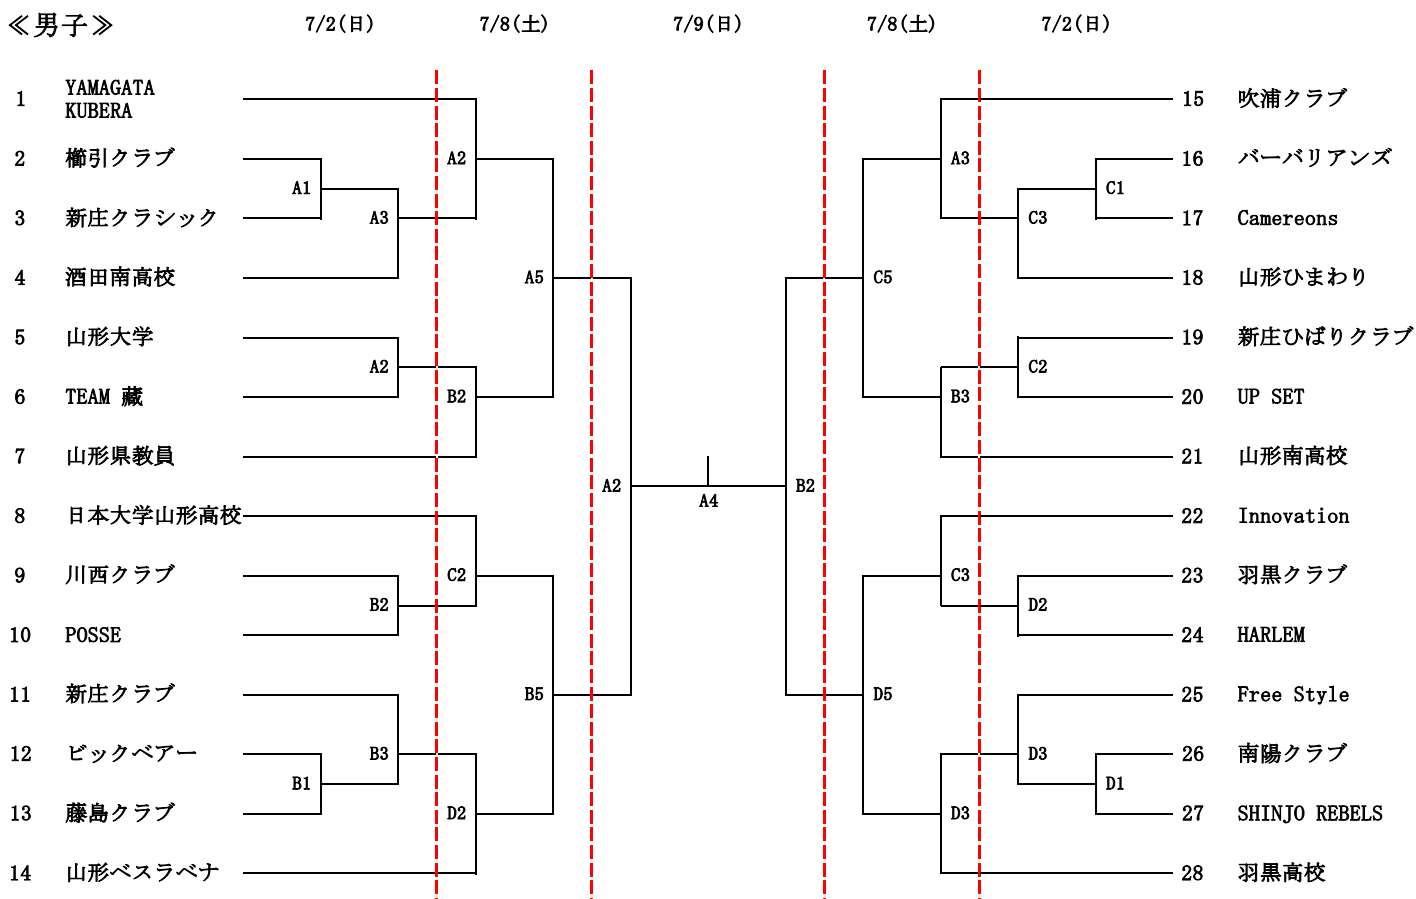 ≪男子≫ 7/2(日) 7/8(土) 7/9(日) 7/8(土) 7/2(日)
1 YAMAGATA KUBERA
2 櫛引クラブ
3 新庄クラシック
4 酒田南高校
5 山形大学
6 TEAM 蔵
7 山形県教員
8 日本大学山形高校
9 川西クラブ
10 POSSE
11 新庄クラブ
12 ビックベアー
13 藤島クラブ
14 山形ベスラベナ
A1
A3
A2
B2
B3
B1
A2
B2
C2
D2
A5
B5
A2
A4
B2
C5
D5
A3
B3
C3
D3
C1
C3
C2
D2
D3
D1
15 吹浦クラブ
16 バーバリアンズ
17 Camereons
18 山形ひまわり
19 新庄ひばりクラブ
20 UP SET
21 山形南高校
22 Innovation
23 羽黒クラブ
24 HARLEM
25 Free Style
26 南陽クラブ
27 SHINJO REBELS
28 羽黒高校